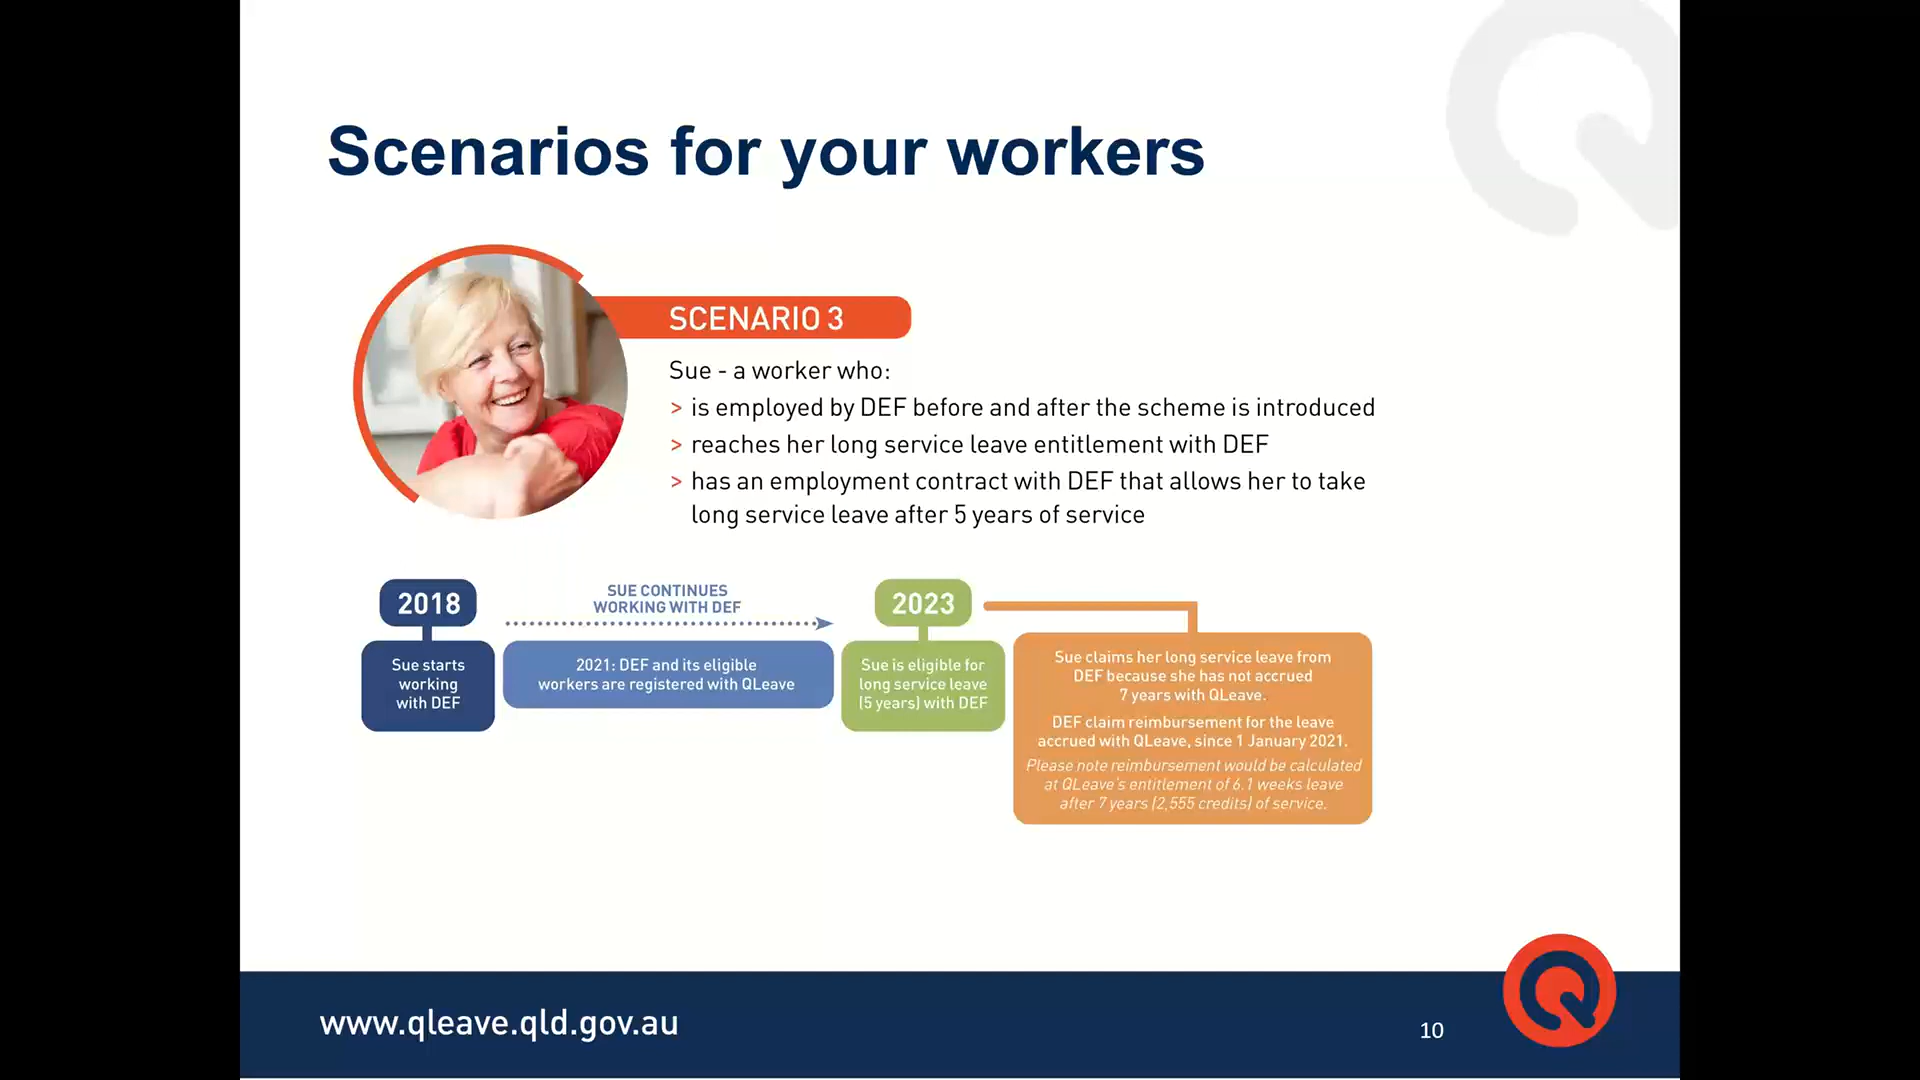 Scenarios for your workers
SCENARIO 3
Sue - a worker who:
> is employed by DEF before and after the scheme is introduced
> reaches her long service leave entitlement with DEF
> has an employment contract with DEF that allows her to take
long service leave after 5 years of service
2018
Sue starts
working
with DEF
SUE CONTINUES
WORKING WITH DEF
2021: DEF and its eligible
workers are registered with QLeave
2023
Sue is eligible for
long service leave
(5 years) with DEF
Sue claims her long service leave from
DEF because she has not accrued
7 years with QLeave.
DEF claim reimbursement for the leave
accrued with QLeave, since 1 January 2021.
Please note reimbursement would be calculated
at QLeave's entitlement of 6.1 weeks leave
after 7 years (2,555 credits) of service.
www.qleave.qld.gov.au
10